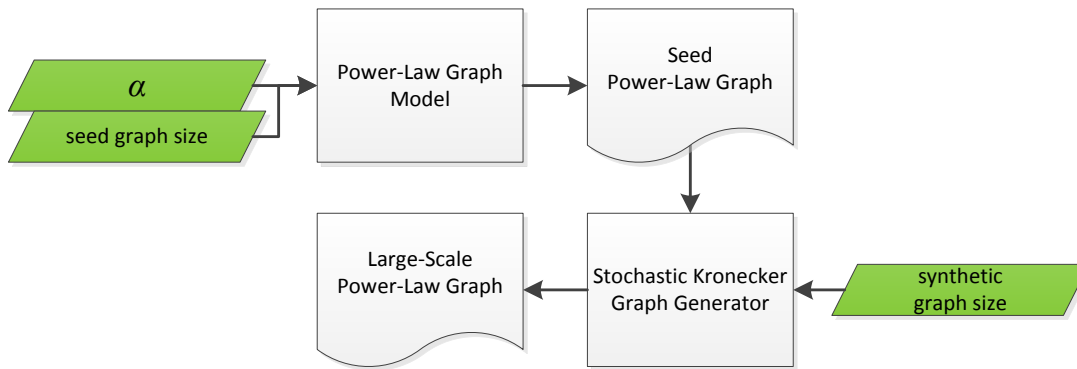 α
seed graph size
Power-Law Graph
Model
Seed
Power-Law Graph
Large-Scale
Power-Law Graph
Stochastic Kronecker
Graph Generator
synthetic
graph size